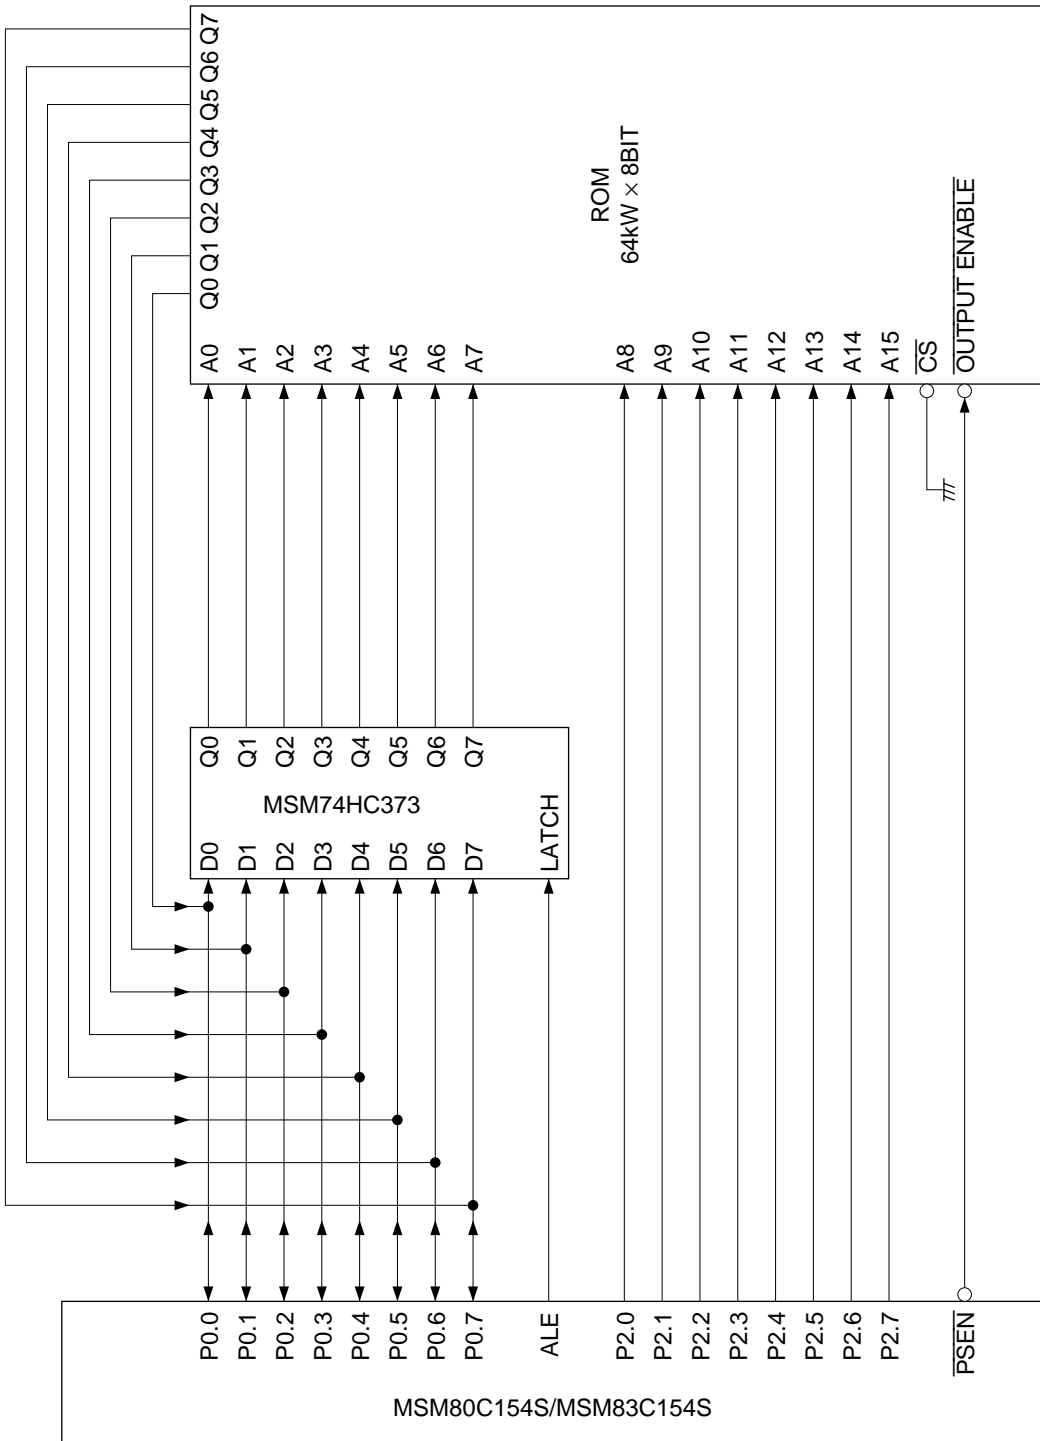 MSM80C154S/MSM83C154S
P0.0
P0.1
P0.2
P0.3
P0.4
P0.5
P0.6
P0.7
ALE
P2.0
P2.1
P2.2
P2.3
P2.4
P2.5
P2.6
P2.7
PSEN
MSM74HC373
D0
D1
D2
D3
D4
D5
D6
D7
LATCH
Q0
Q1
Q2
Q3
Q4
Q5
Q6
Q7
ROM
64kW × 8BIT
A0
A1
A2
A3
A4
A5
A6
A7
A8
A9
A10
A11
A12
A13
A14
A15
CS
OUTPUT ENABLE
Q0
Q1
Q2
Q3
Q4
Q5
Q6
Q7